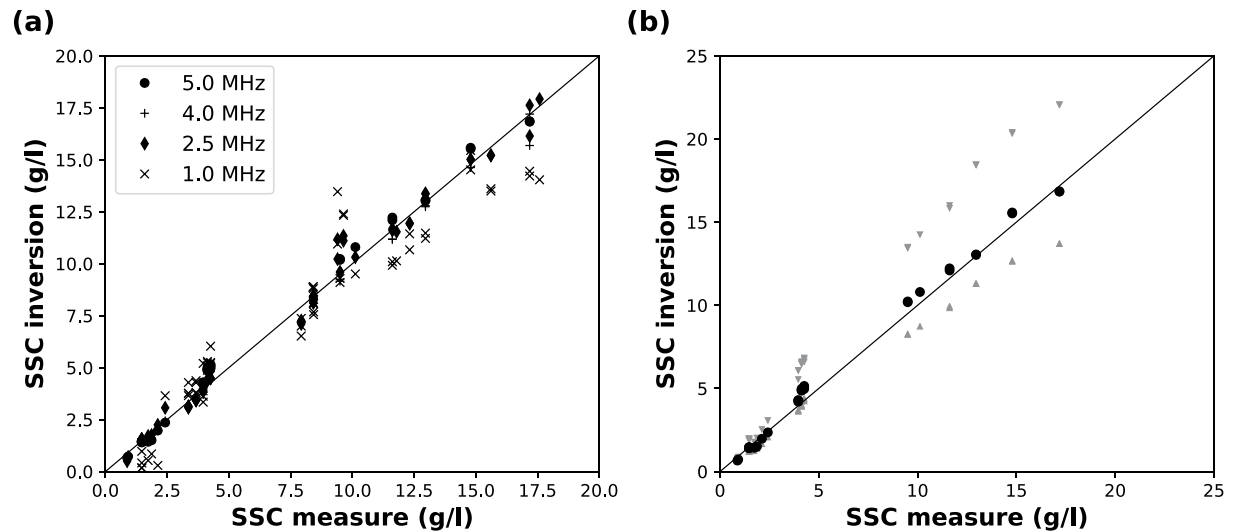 (a)
SSC inversion (g/l)
20.0
17.5
15.0
12.5
10.0
7.5
5.0
2.5
0.0
5.0 MHz
4.0 MHz
2.5 MHz
1.0 MHz
0.0 2.5 5.0 7.5 10.0 12.5 15.0 17.5 20.0
SSC measure (g/l)
(b)
SSC inversion (g/l)
25
20
15
10
5
0
0 5 10 15 20 25
SSC measure (g/l)